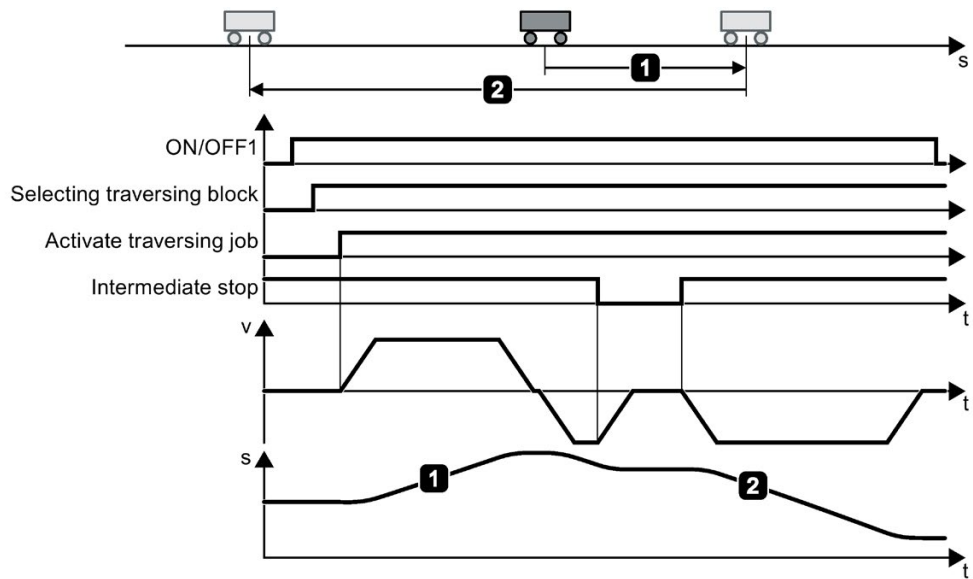 s
1
2
ON/OFF1
Selecting traversing block
Activate traversing job
Intermediate stop
t
v
t
s
1
2
t